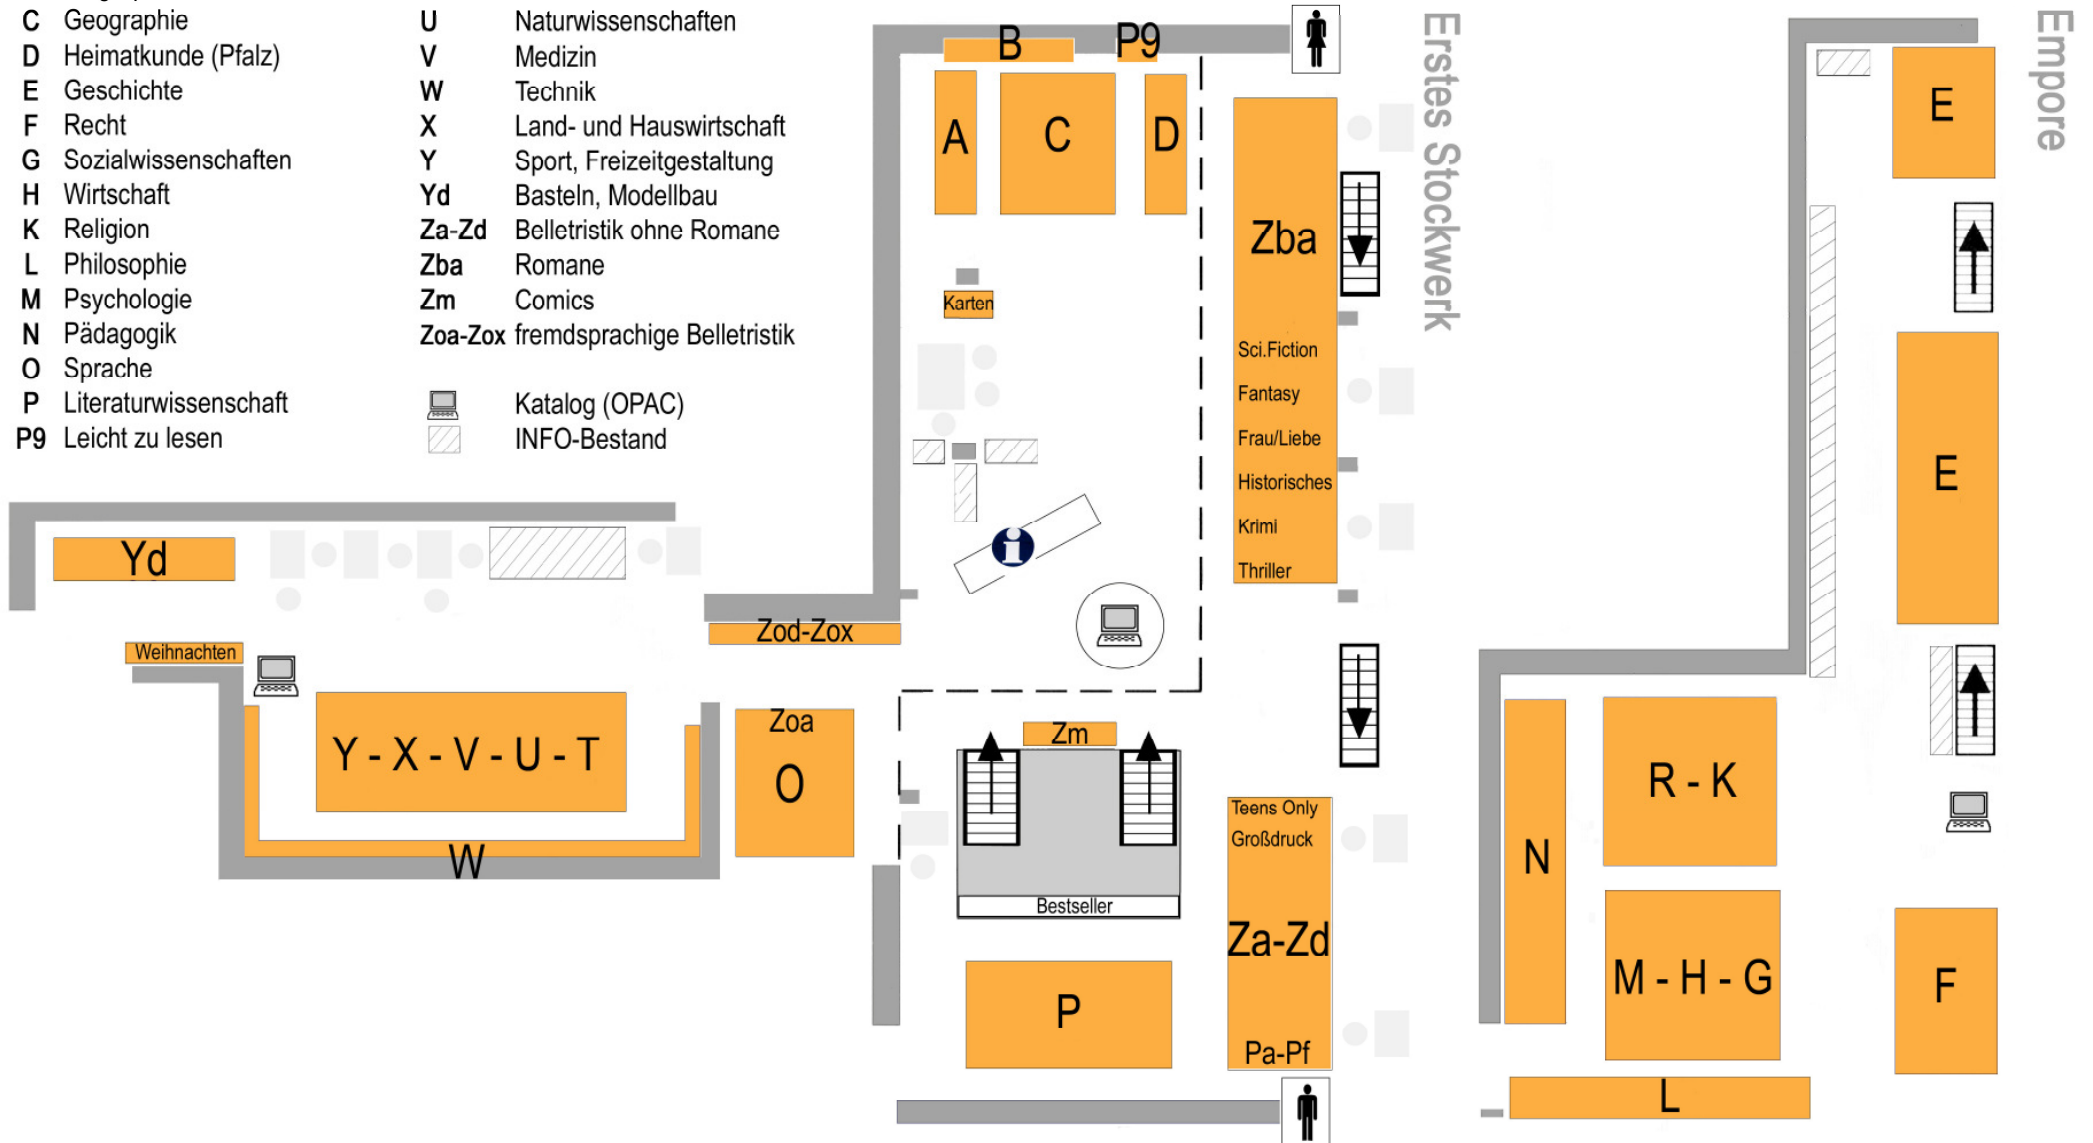 C Geographie
D Heimatkunde (Pfalz)
E Geschichte
F Recht
G Sozialwissenschaften
H Wirtschaft
K Religion
L Philosophie
M Psychologie
N Pädagogik
O Sprache
P Literaturwissenschaft
P9 Leicht zu lesen
U Naturwissenschaften
V Medizin
W Technik
X Land- und Hauswirtschaft
Y Sport, Freizeitgestaltung
Yd Basteln, Modellbau
Za-Zd Belletristik ohne Romane
Zba Romane
Zm Comics
Zoa-Zox fremdsprachige Belletristik
Katalog (OPAC)
INFO-Bestand
Yd
Weihnachten
Y - X - V - U - T
W
Zod-Zox
Zoa
O
B
P9
A
C
D
Karten
i
Zm
Bestseller
P
Zba
Sci.Fiction
Fantasy
Frau/Liebe
Historisches
Krimi
Thriller
Teens Only
Großdruck
Za-Zd
Pa-Pf
Erstes Stockwerk
Empore
E
E
R - K
N
M - H - G
F
L